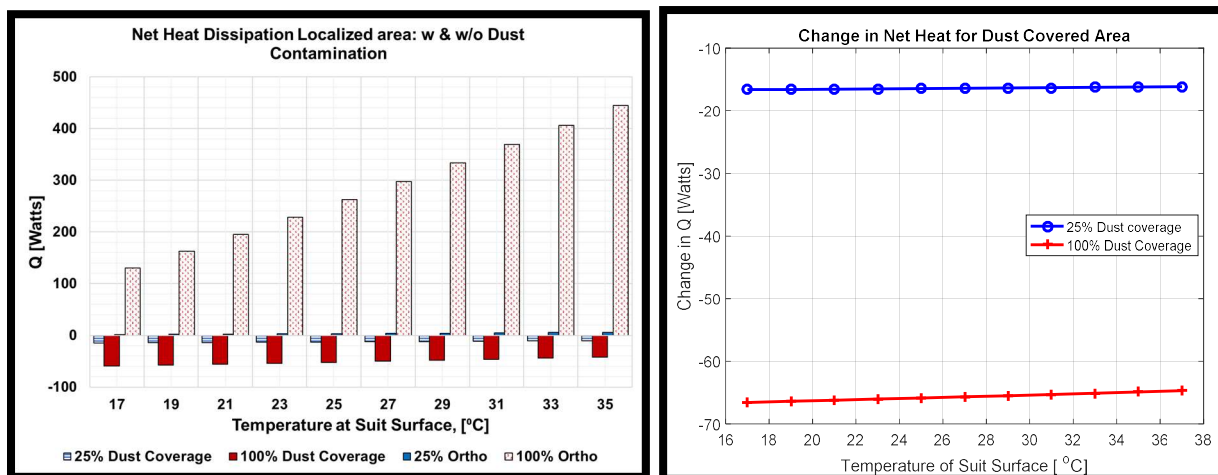 Net Heat Dissipation Localized area: w & w/o Dust
Contamination
500
400
300
200
100
0
-100
Q [Watts]
17 19 21 23 25 27 29 31 33 35
Temperature at Suit Surface, [ºC]
25% Dust Coverage 100% Dust Coverage 25% Ortho 100% Ortho
Change in Net Heat for Dust Covered Area
-10
-20
-30
-40
-50
-60
-70
Change in Q [Watts]
25% Dust coverage
100% Dust Coverage
16 18 20 22 24 26 28 30 32 34 36 38
Temperature of Suit Surface [ °C]